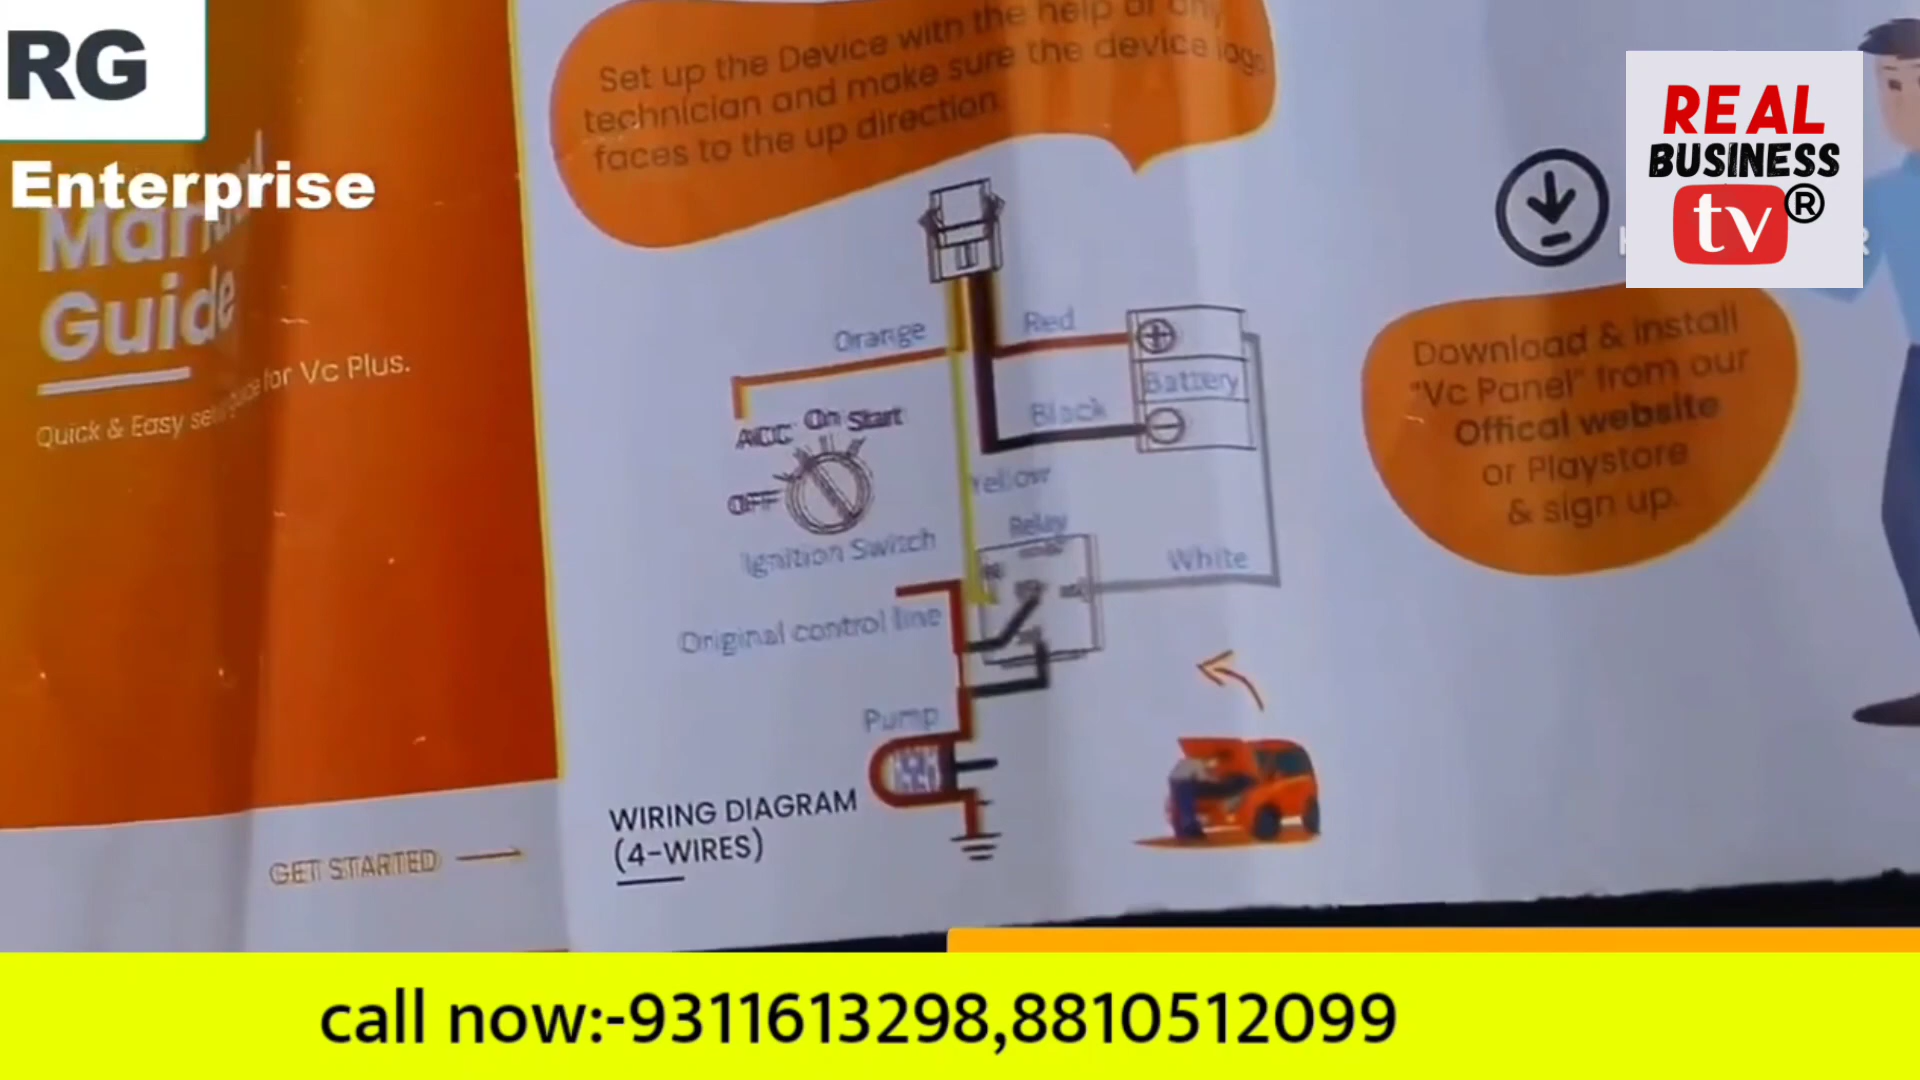 RG
Enterprise
Manual
Guide
Quick & Easy setup guide for Vc Plus.
GET STARTED
Set up the Device with the help of any
technician and make sure the device logo
faces to the up direction.
Orange
Red
Battery
Black
ACC On Start
OFF
Yellow
Ignition Switch
Relay
White
Original control line
Pump
WIRING DIAGRAM
(4-WIRES)
REAL
BUSINESS
tv®
Download & install
"Vc Panel" from our
Offical website
or Playstore
& sign up.
call now:-9311613298,8810512099